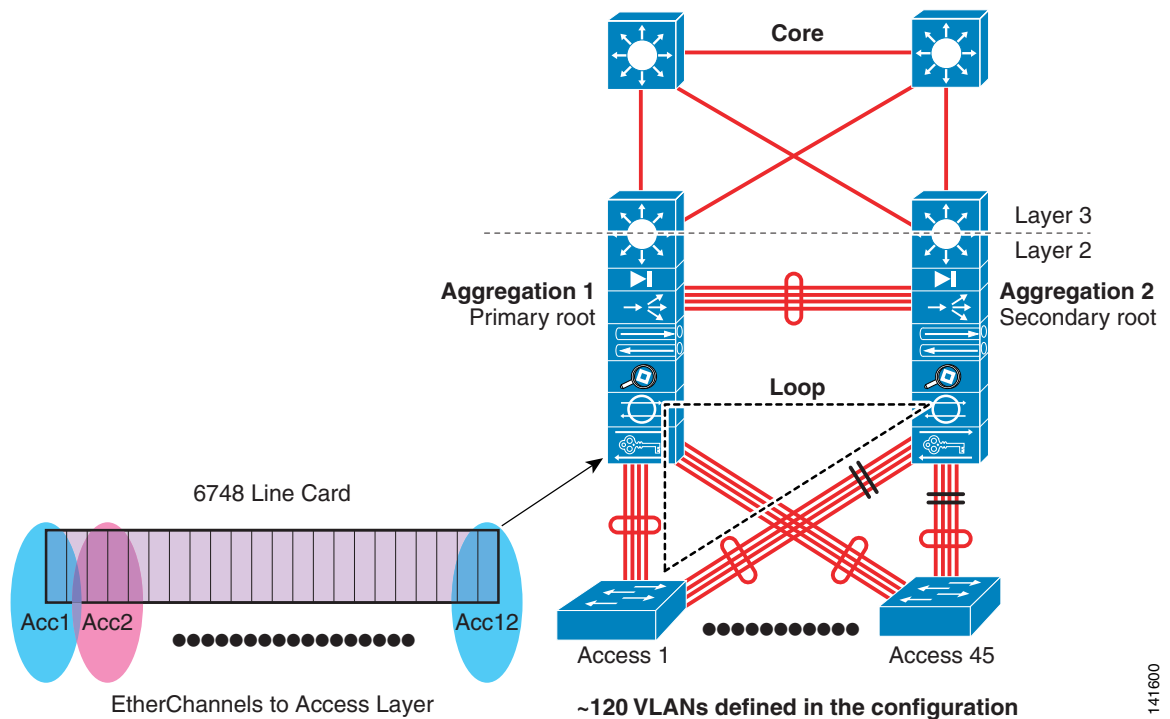 Core
Layer 3
Layer 2
Aggregation 1
Primary root
Aggregation 2
Secondary root
Loop
6748 Line Card
Acc1
Acc2
Acc12
Access 1
Access 45
EtherChannels to Access Layer
~120 VLANs defined in the configuration
141600